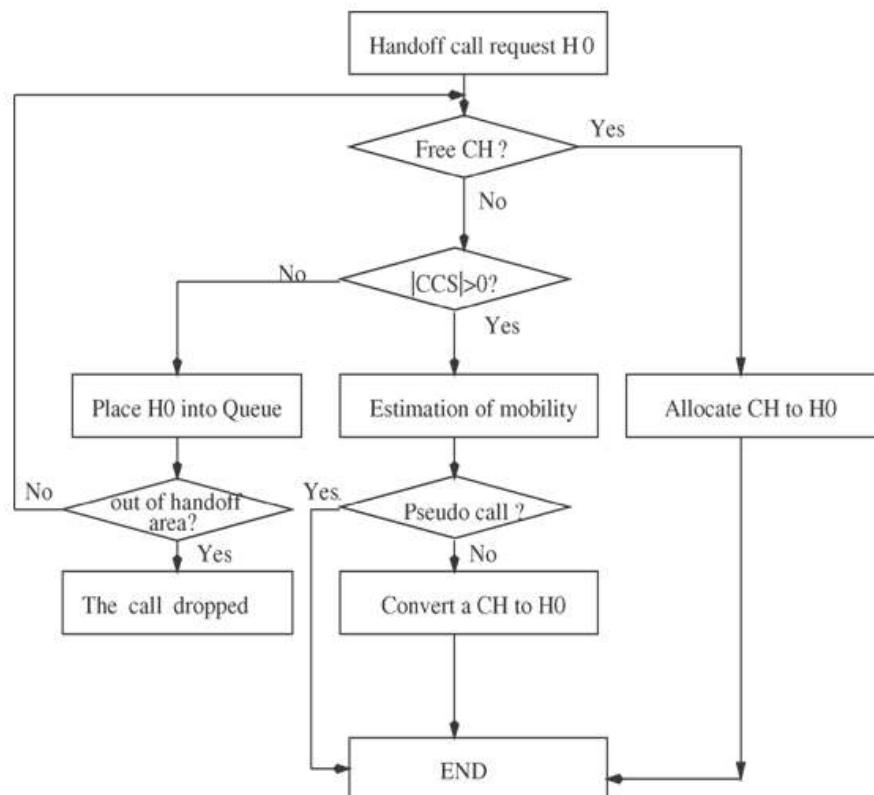 Handoff call request H0
Free CH ?
Yes
No
|CCS|>0?
No
Yes
Place H0 into Queue
Estimation of mobility
Allocate CH to H0
No
out of handoff
area?
Yes
Yes.
Pseudo call ?
No
The call dropped
Convert a CH to H0
END